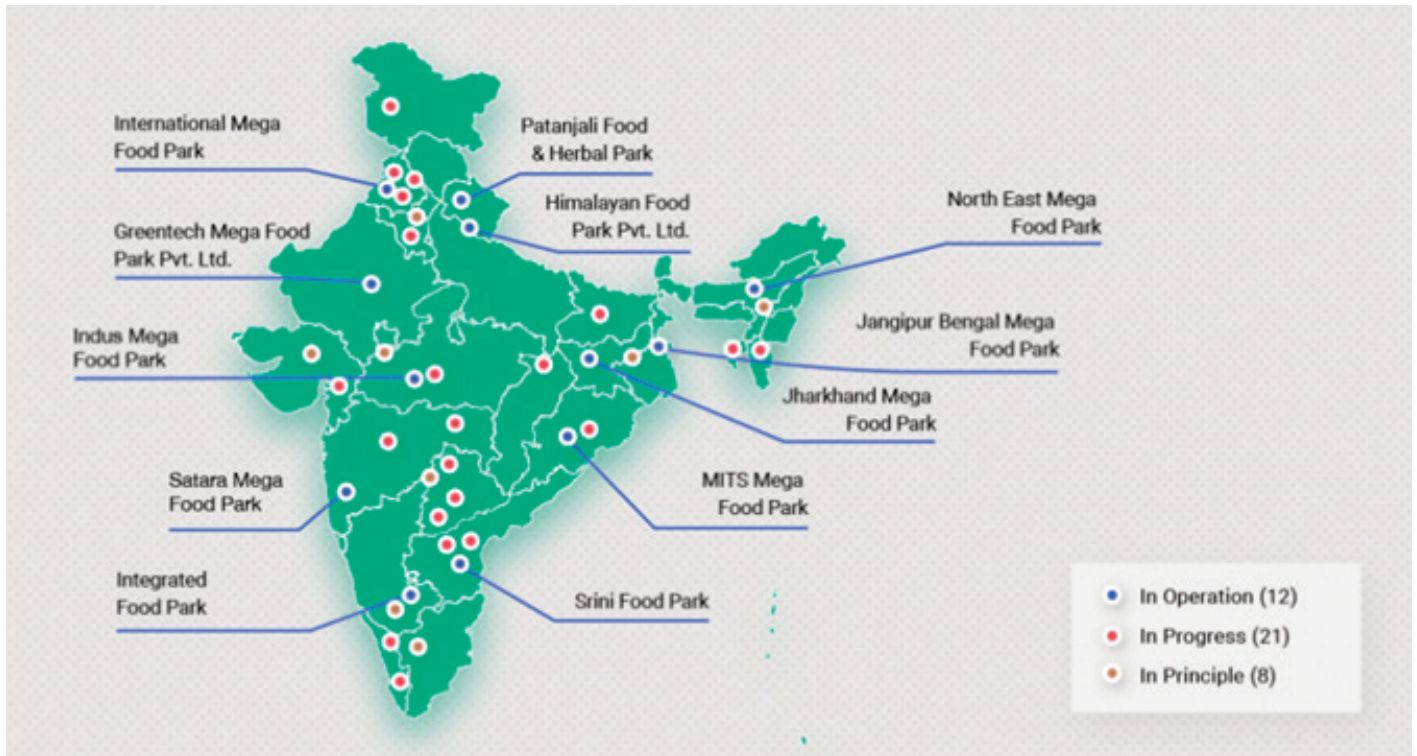 International Mega
Food Park
Patanjali Food
& Herbal Park
Himalayan Food
Park Pvt. Ltd.
North East Mega
Food Park
Greentech Mega Food
Park Pvt. Ltd.
Indus Mega
Food Park
Jangipur Bengal Mega
Food Park
Jharkhand Mega
Food Park
Satara Mega
Food Park
MITS Mega
Food Park
Integrated
Food Park
Srini Food Park
In Operation (12)
In Progress (21)
In Principle (8)